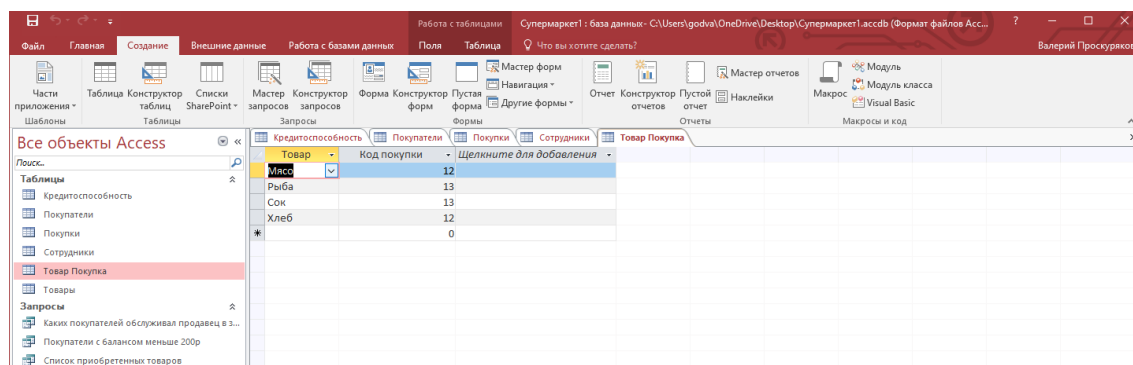 Работа с таблицами Супермаркет1 : база данных- C:\Users\godva\OneDrive\Desktop\Супермаркет1.accdb (Формат файлов Acc... ?
Файл Главная Создание Внешние данные Работа с базами данных Поля Таблица Что вы хотите сделать? Валерий Проскуряков
Части приложения Таблица Конструктор таблиц Списки SharePoint Мастер запросов Конструктор запросов Форма Конструктор форм Пустая форма Мастер форм Навигация Другие формы Отчет Конструктор отчетов Пустой отчет Мастер отчетов Наклейки Макрос Модуль Модуль класса Visual Basic
Шаблоны Таблицы Запросы Формы Отчеты Макросы и код
Все объекты Access «
Поиск..
Таблицы
Кредитоспособность
Покупатели
Покупки
Сотрудники
Товар Покупка
Товары
Запросы
Каких покупателей обслуживал продавец в з...
Покупатели с балансом меньше 200р
Список приобретенных товаров
Кредитоспособность Покупатели Покупки Сотрудники Товар Покупка
Товар Код покупки Щелкните для добавления
Мясо 12
Рыба 13
Сок 13
Хлеб 12
* 0